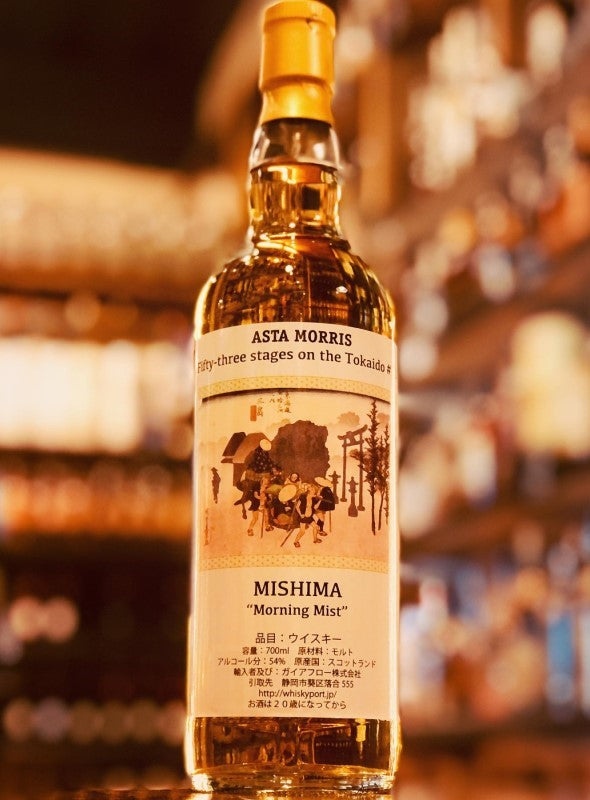 ASTA MORRIS
Fifty-three stages on the Tokaido #
MISHIMA
“Morning Mist”
品目：ウイスキー
容量：700ml　原材料：モルト
アルコール分：54%　原産国：スコットランド
輸入者及び：ガイアフロー株式会社
引取先　静岡市葵区落合 555
http://whiskyport.jp/
お酒は２０歳になってから